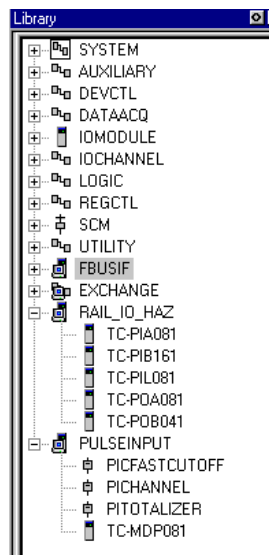 Library
SYSTEM
AUXILIARY
DEVCTL
DATAACQ
IOMODULE
IOCHANNEL
LOGIC
REGCTL
SCM
UTILITY
FBUSIF
EXCHANGE
RAIL_IO_HAZ
TC-PIA081
TC-PIB161
TC-PIL081
TC-POA081
TC-POB041
PULSEINPUT
PICFASTCUTOFF
PICHANNEL
PITOTALIZER
TC-MDP081